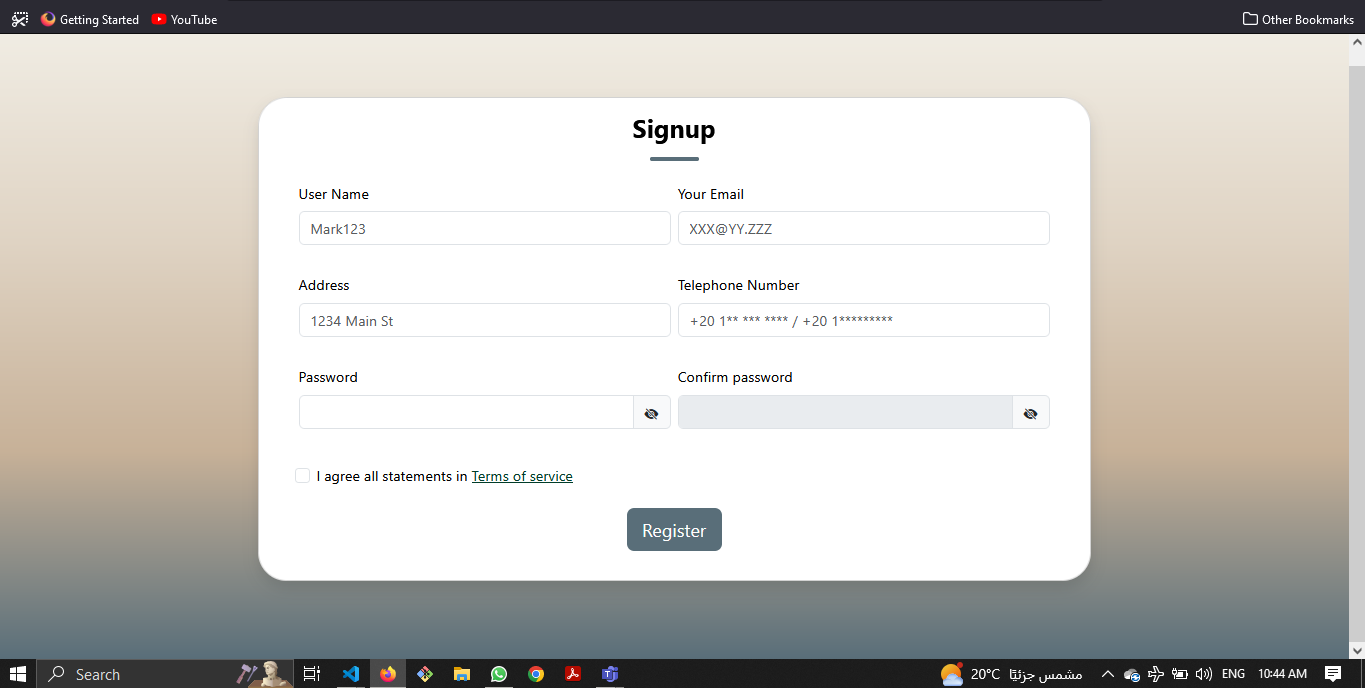 Getting Started YouTube Other Bookmarks
Signup
User Name Your Email
Mark123 XXX@YY.ZZZ
Address Telephone Number
1234 Main St +20 1** *** **** / +20 1*********
Password Confirm password
I agree all statements in Terms of service
Register
Search 20°C مشمس جزئيًا ENG 10:44 AM